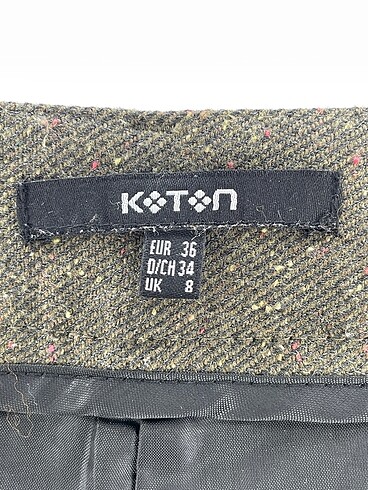 KOTON
EUR 36
D/CH 34
UK 8